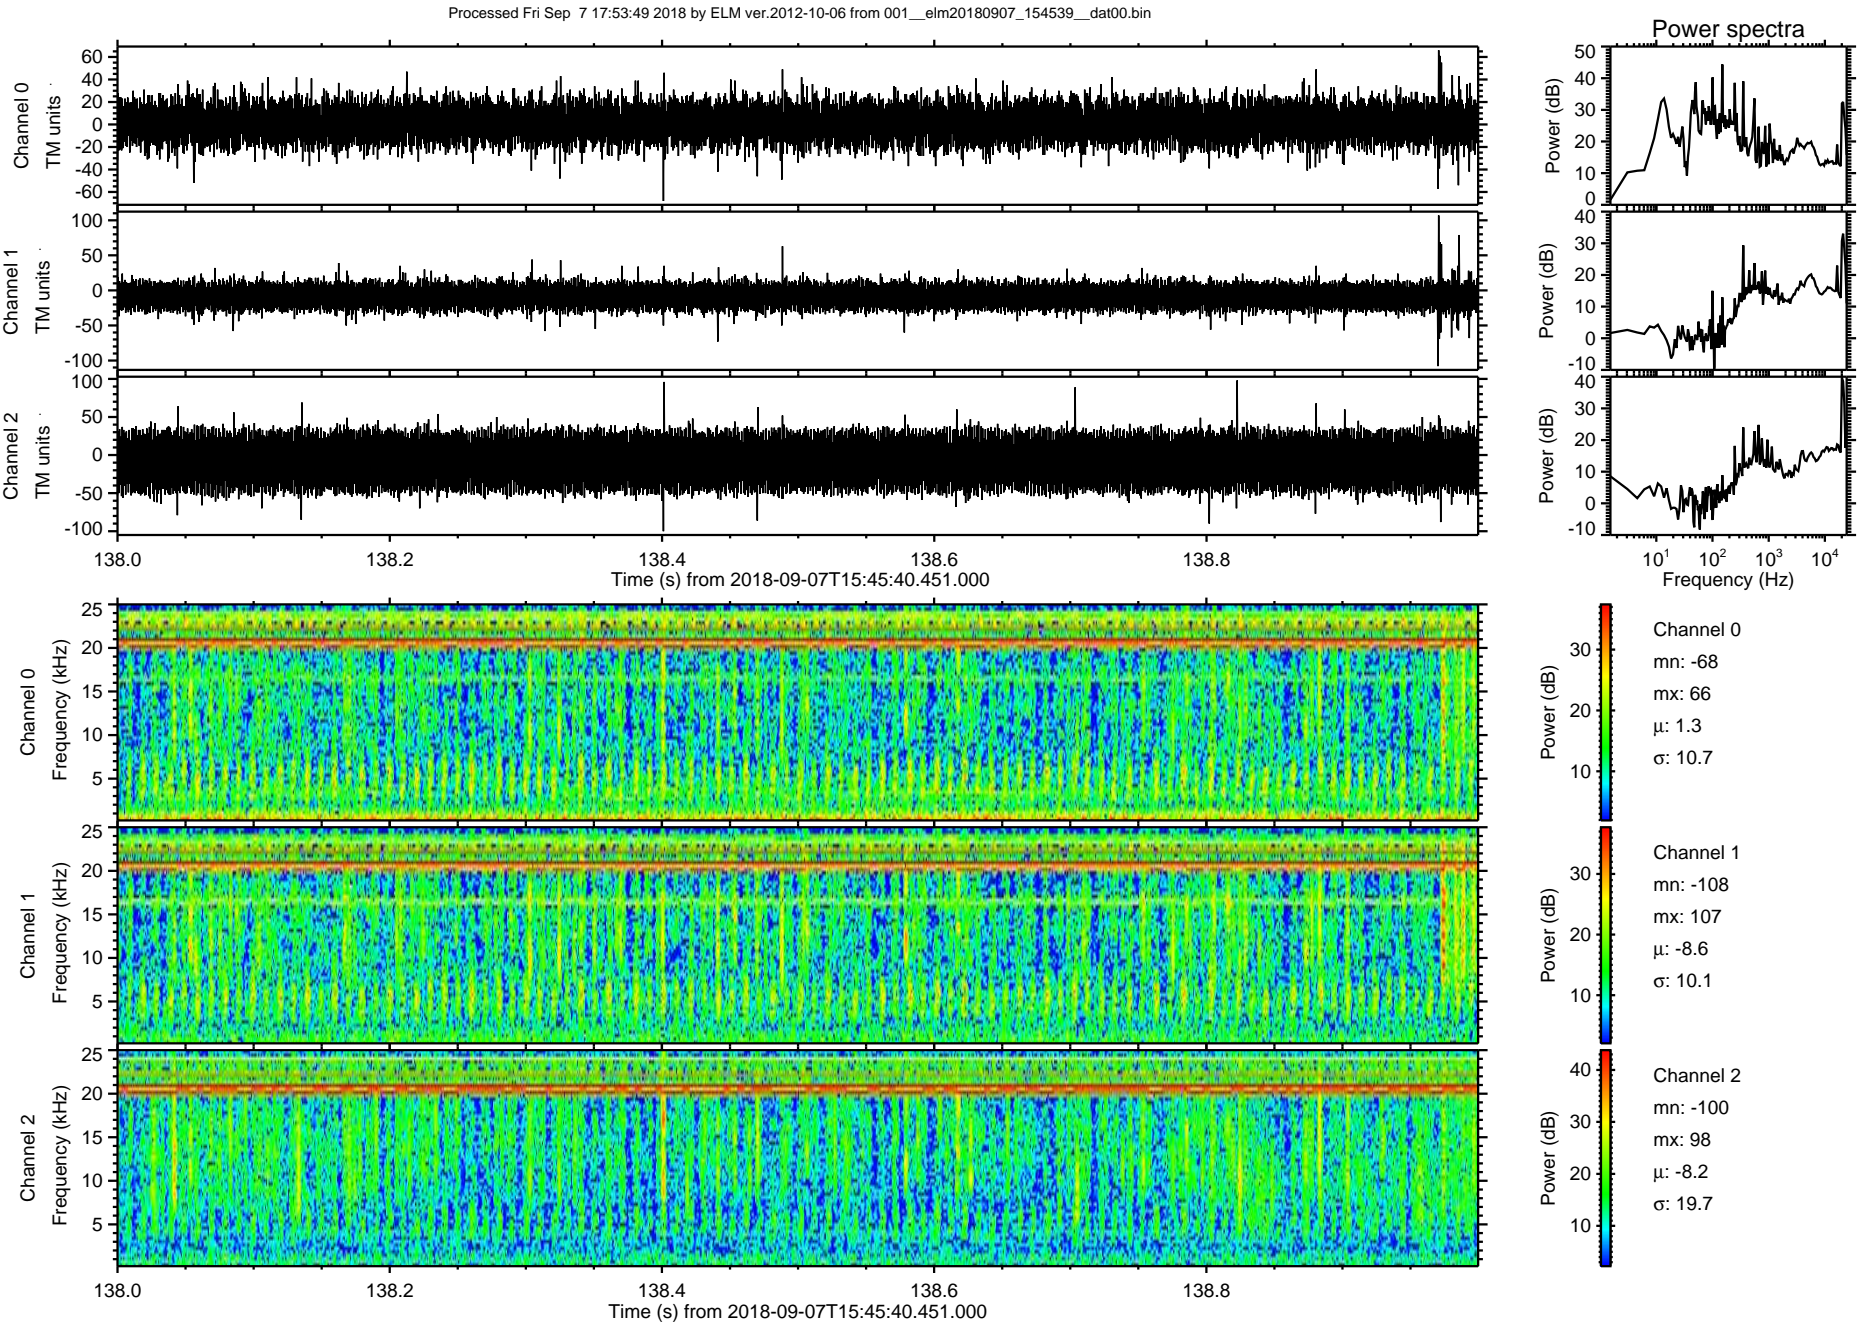 Processed Fri Sep  7 17:53:49 2018 by ELM ver.2012-10-06 from 001__elm20180907_154539__dat00.bin
Power spectra
Channel 0
TM units
60
40
20
0
-20
-40
-60
Power (dB)
50
40
30
20
10
0
Channel 1
TM units
100
50
0
-50
-100
Power (dB)
40
30
20
10
0
-10
Channel 2
TM units
100
50
0
-50
-100
Power (dB)
40
30
20
10
0
-10
138.0 138.2 138.4 138.6 138.8
Time (s) from 2018-09-07T15:45:40.451.000
10^1 10^2 10^3 10^4
Frequency (Hz)
Channel 0
Frequency (kHz)
25
20
15
10
5
Power (dB)
30
20
10
Channel 0
mn: -68
mx: 66
μ: 1.3
σ: 10.7
Channel 1
Frequency (kHz)
25
20
15
10
5
Power (dB)
30
20
10
Channel 1
mn: -108
mx: 107
μ: -8.6
σ: 10.1
Channel 2
Frequency (kHz)
25
20
15
10
5
Power (dB)
40
30
20
10
Channel 2
mn: -100
mx: 98
μ: -8.2
σ: 19.7
138.0 138.2 138.4 138.6 138.8
Time (s) from 2018-09-07T15:45:40.451.000